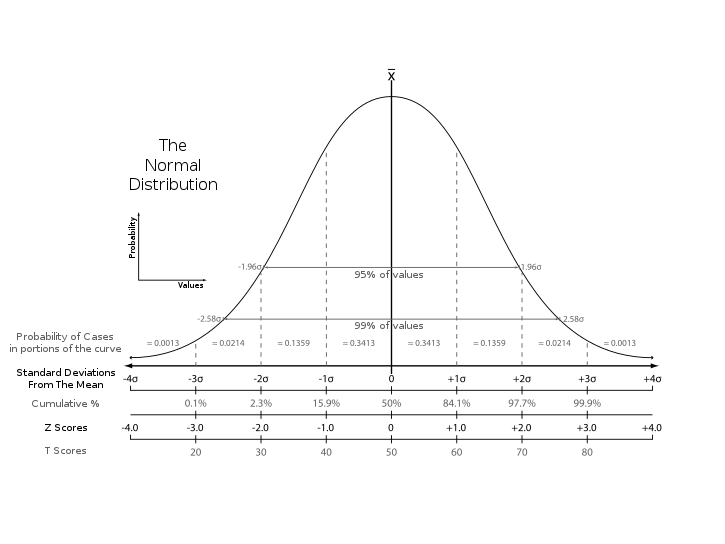 X̅
The
Normal
Distribution
Probability
Values
-1.96σ 1.96σ
95% of values
-2.58σ 2.58σ
99% of values
Probability of Cases
in portions of the curve
≈ 0.0013 ≈ 0.0214 ≈ 0.1359 ≈ 0.3413 ≈ 0.3413 ≈ 0.1359 ≈ 0.0214 ≈ 0.0013
Standard Deviations
From The Mean
-4σ -3σ -2σ -1σ 0 +1σ +2σ +3σ +4σ
Cumulative % 0.1% 2.3% 15.9% 50% 84.1% 97.7% 99.9%
Z Scores -4.0 -3.0 -2.0 -1.0 0 +1.0 +2.0 +3.0 +4.0
T Scores 20 30 40 50 60 70 80